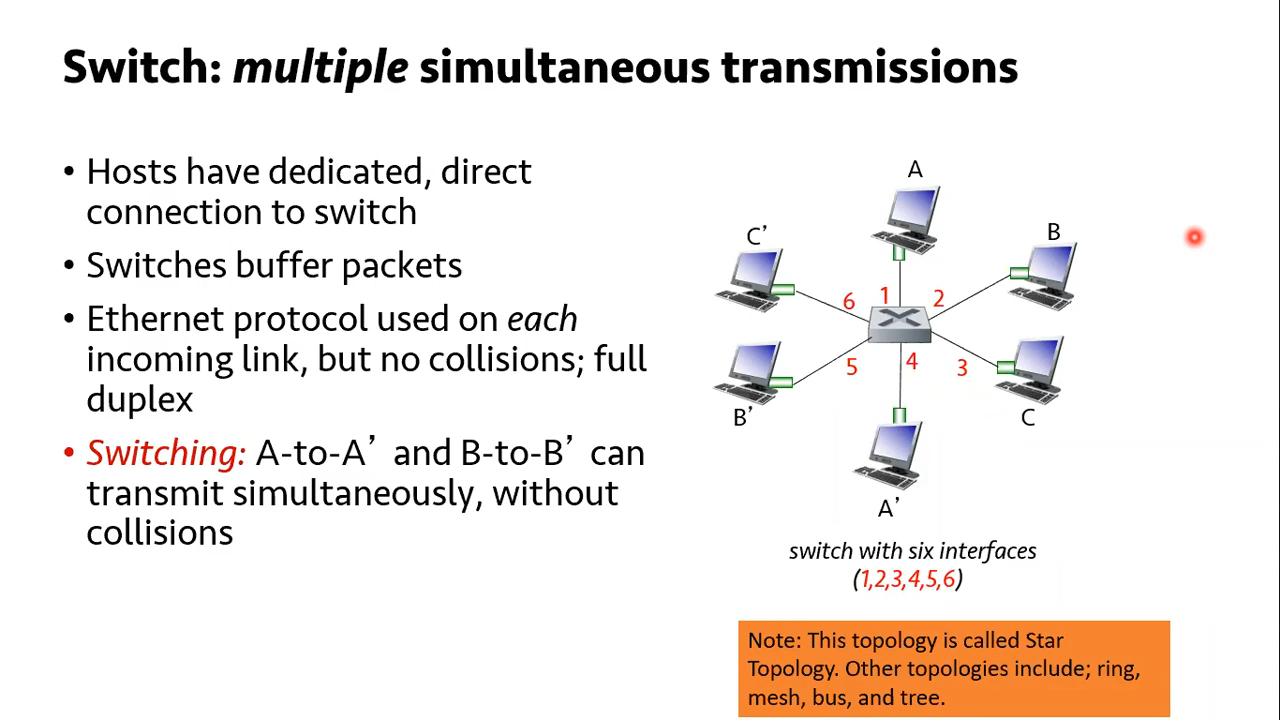 Switch: multiple simultaneous transmissions
• Hosts have dedicated, direct
connection to switch
• Switches buffer packets
• Ethernet protocol used on each
incoming link, but no collisions; full
duplex
• Switching: A-to-A’ and B-to-B’ can
transmit simultaneously, without
collisions
A
C’
B
6
1
2
5
4
3
B’
C
A’
switch with six interfaces
(1,2,3,4,5,6)
Note: This topology is called Star
Topology. Other topologies include; ring,
mesh, bus, and tree.